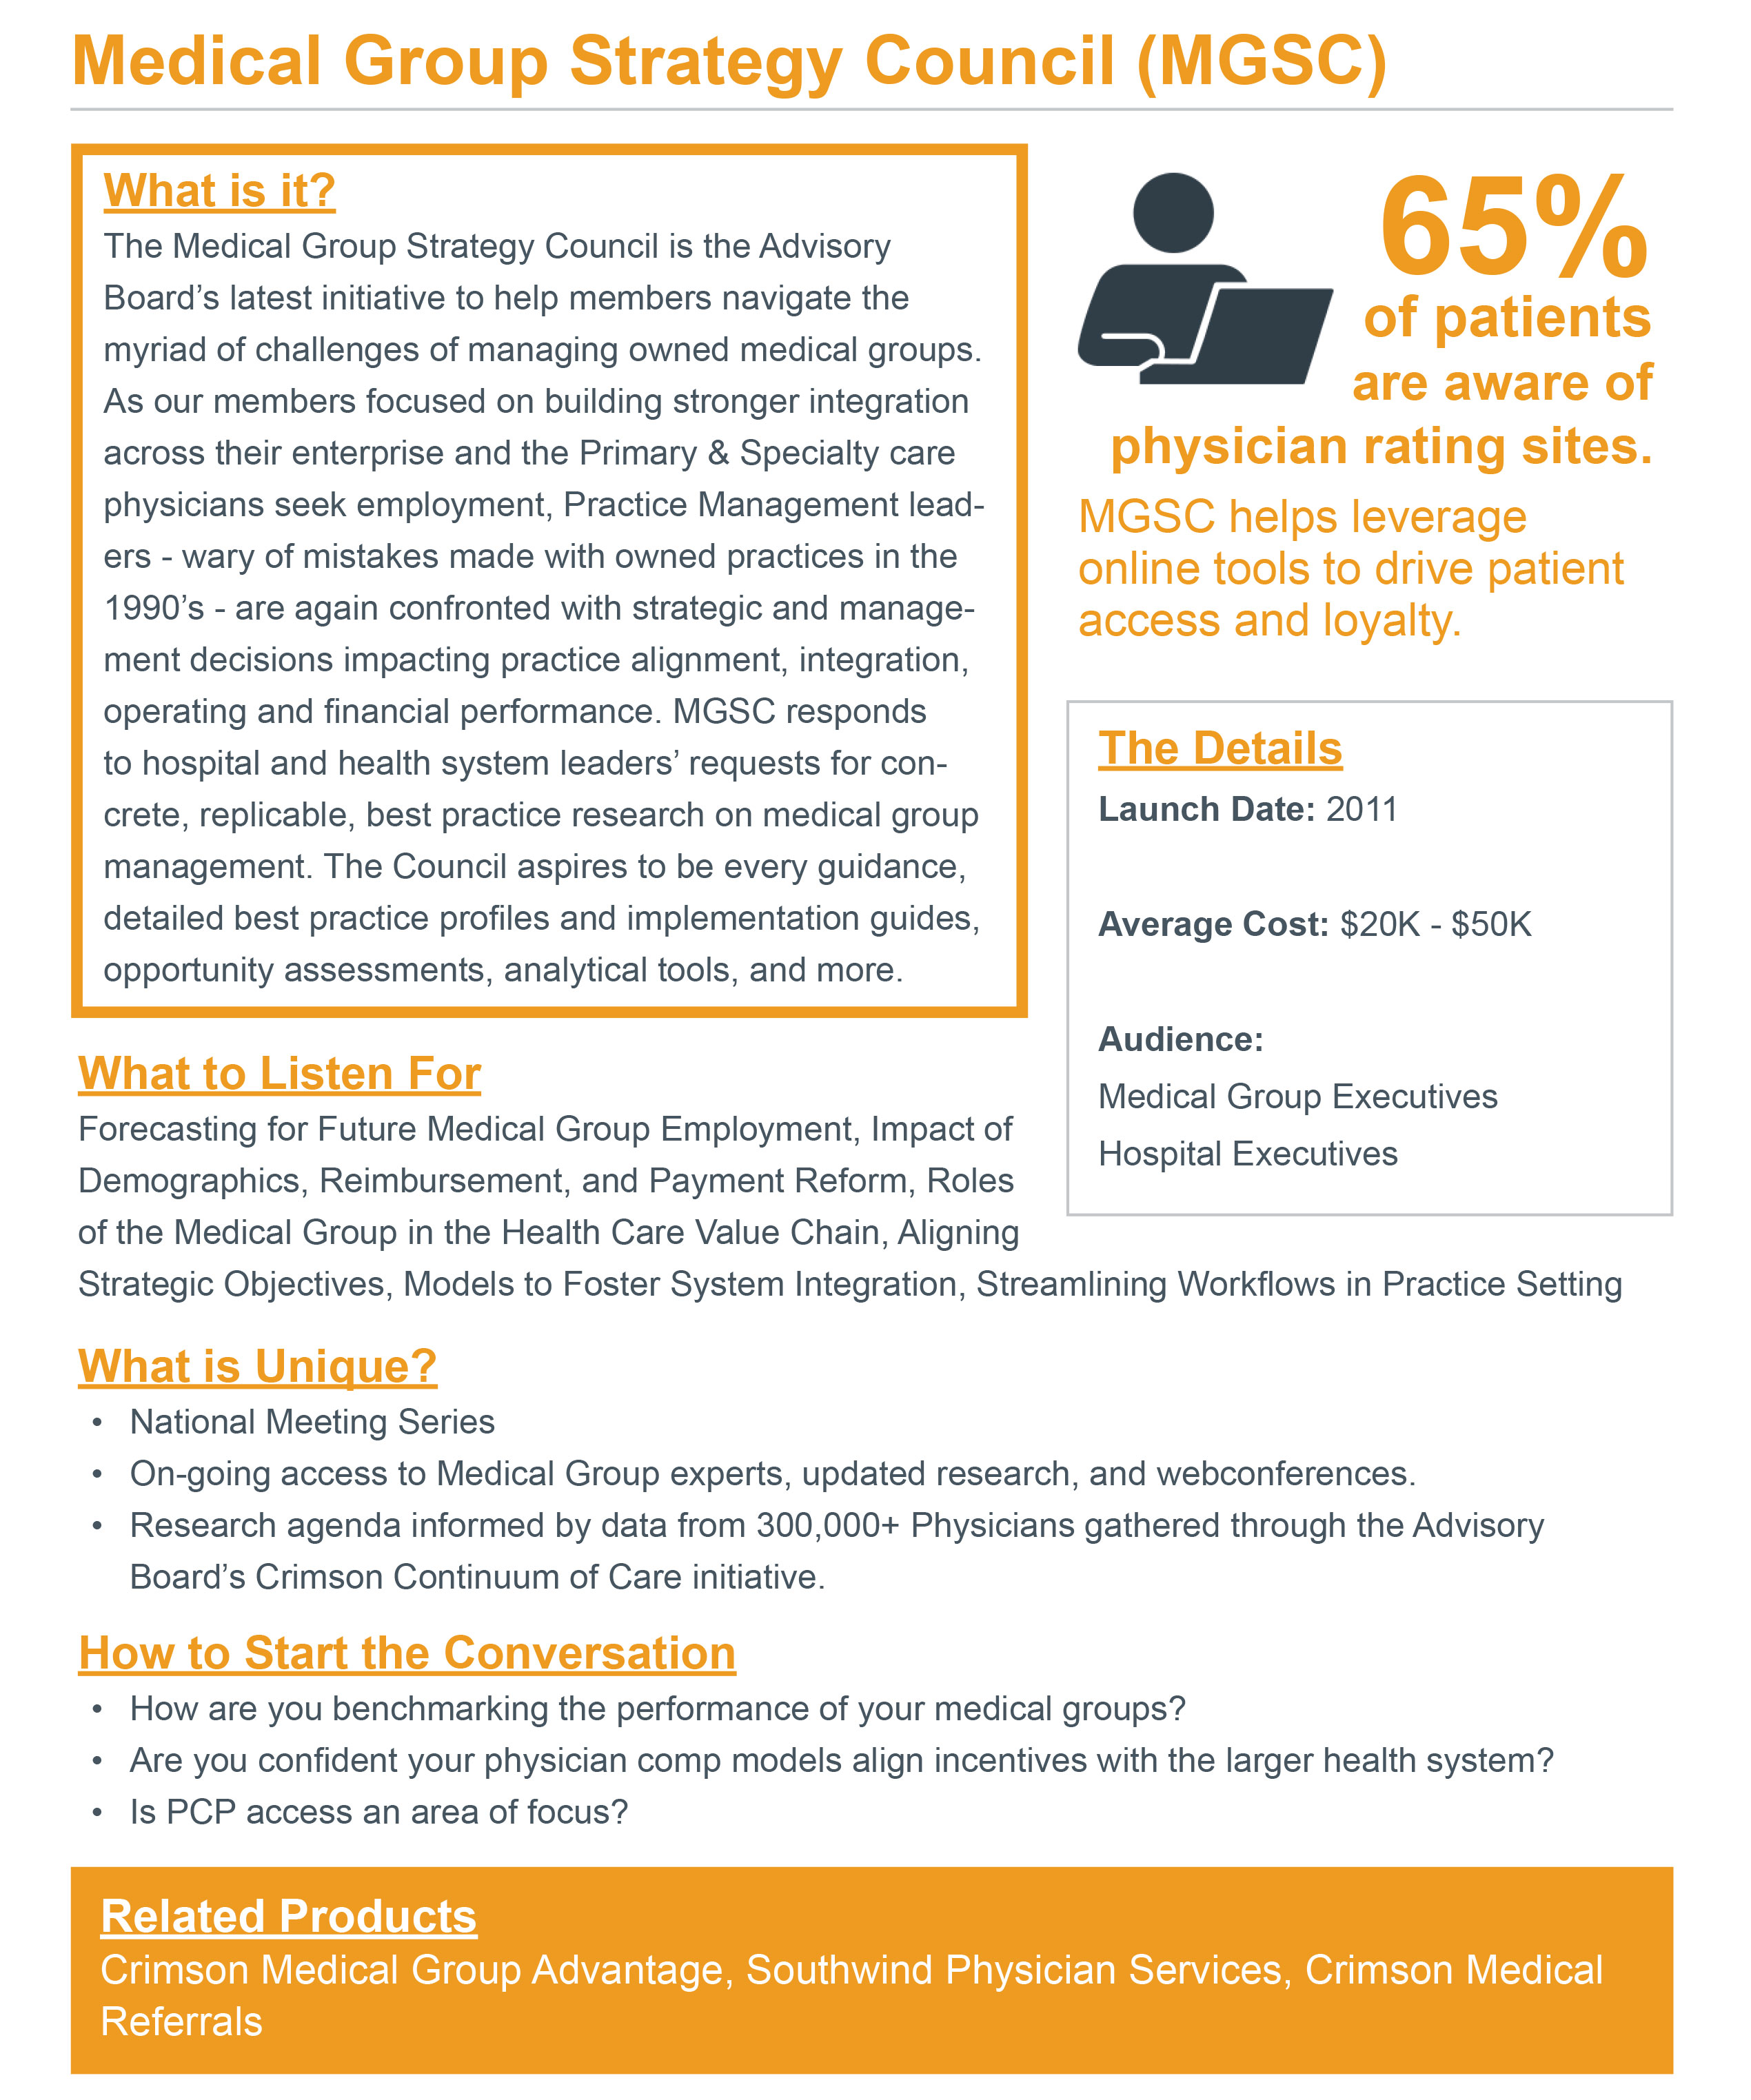 Medical Group Strategy Council (MGSC)
What is it?
The Medical Group Strategy Council is the Advisory
Board’s latest initiative to help members navigate the
myriad of challenges of managing owned medical groups.
As our members focused on building stronger integration
across their enterprise and the Primary & Specialty care
physicians seek employment, Practice Management lead-
ers - wary of mistakes made with owned practices in the
1990’s - are again confronted with strategic and manage-
ment decisions impacting practice alignment, integration,
operating and financial performance. MGSC responds
to hospital and health system leaders’ requests for con-
crete, replicable, best practice research on medical group
management. The Council aspires to be every guidance,
detailed best practice profiles and implementation guides,
opportunity assessments, analytical tools, and more.
65%
of patients
are aware of
physician rating sites.
MGSC helps leverage
online tools to drive patient
access and loyalty.
The Details
Launch Date: 2011
Average Cost: $20K - $50K
Audience:
Medical Group Executives
Hospital Executives
What to Listen For
Forecasting for Future Medical Group Employment, Impact of
Demographics, Reimbursement, and Payment Reform, Roles
of the Medical Group in the Health Care Value Chain, Aligning
Strategic Objectives, Models to Foster System Integration, Streamlining Workflows in Practice Setting
What is Unique?
• National Meeting Series
• On-going access to Medical Group experts, updated research, and webconferences.
• Research agenda informed by data from 300,000+ Physicians gathered through the Advisory
Board’s Crimson Continuum of Care initiative.
How to Start the Conversation
• How are you benchmarking the performance of your medical groups?
• Are you confident your physician comp models align incentives with the larger health system?
• Is PCP access an area of focus?
Related Products
Crimson Medical Group Advantage, Southwind Physician Services, Crimson Medical
Referrals